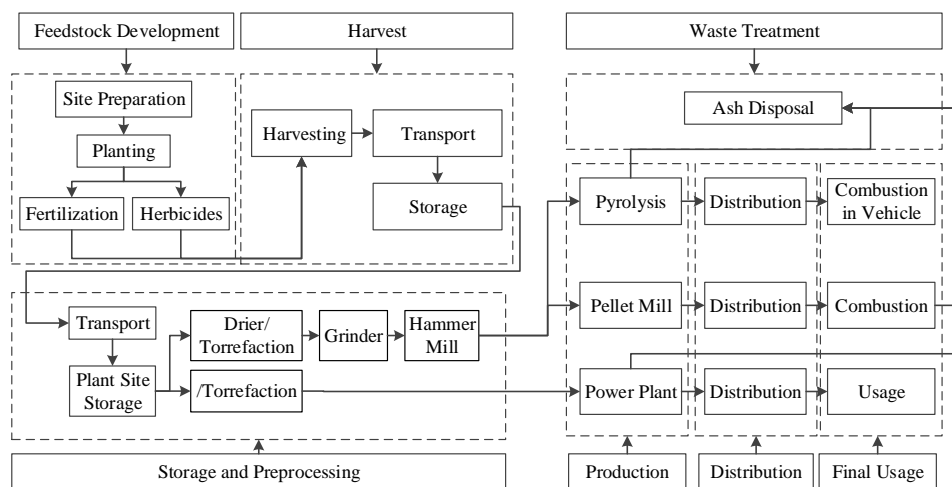 Feedstock Development
Harvest
Waste Treatment
Site Preparation
Planting
Fertilization
Herbicides
Harvesting
Transport
Storage
Ash Disposal
Pyrolysis
Distribution
Combustion
in Vehicle
Pellet Mill
Distribution
Combustion
Power Plant
Distribution
Usage
Transport
Plant Site
Storage
Drier/
Torrefaction
Grinder
Hammer
Mill
/Torrefaction
Storage and Preprocessing
Production
Distribution
Final Usage